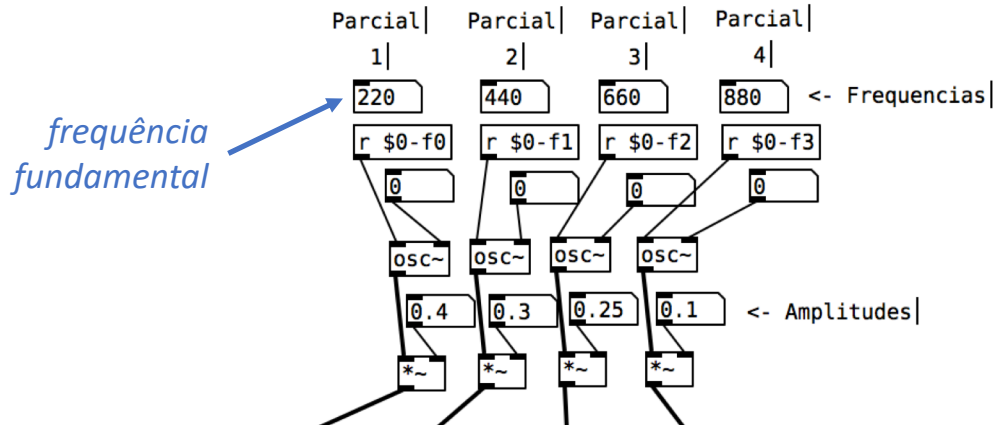 Parcial Parcial Parcial Parcial
1 2 3 4
220 440 660 880 <- Frequencias
frequência
fundamental
r $0-f0 r $0-f1 r $0-f2 r $0-f3
0 0 0 0
osc~ osc~ osc~ osc~
0.4 0.3 0.25 0.1 <- Amplitudes
*~ *~ *~ *~